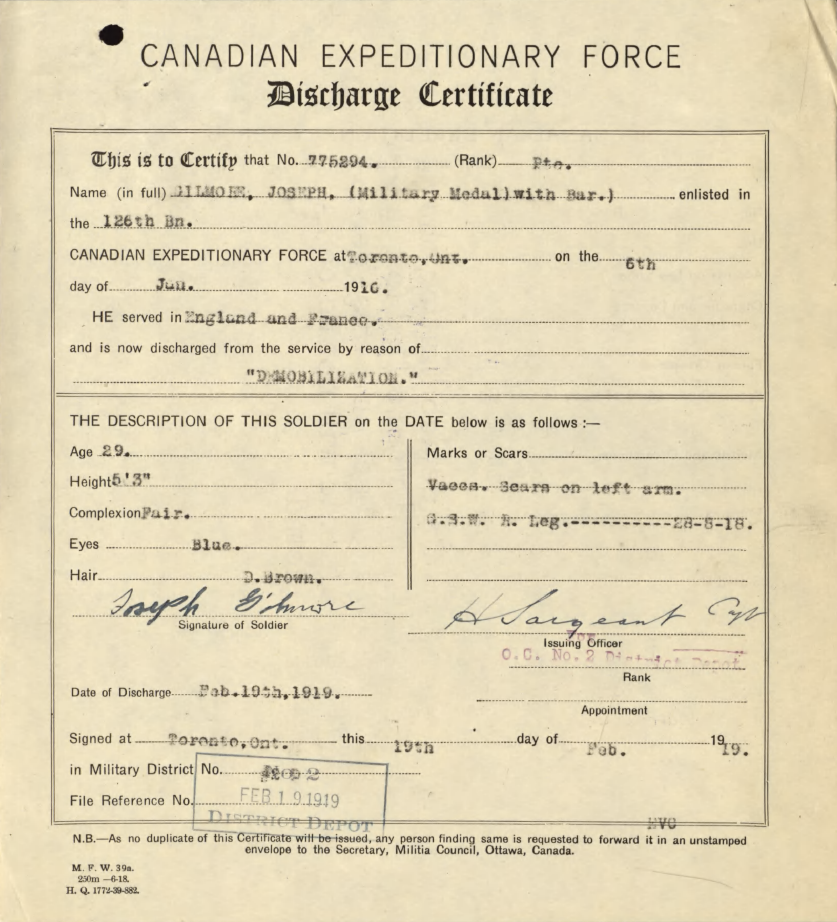 CANADIAN EXPEDITIONARY FORCE
Discharge Certificate
This is to Certify that No. 775294. (Rank) Pte.
Name (in full) GILMORE, JOSEPH, (Military Medal)with Bar.) enlisted in
the 126th Bn.
CANADIAN EXPEDITIONARY FORCE at Toronto,Ont. on the 6th
day of Jan. 1916.
HE served in England and France.
and is now discharged from the service by reason of
"DEMOBILIZATION."
THE DESCRIPTION OF THIS SOLDIER on the DATE below is as follows :—
Age 29.
Height 5'3"
Complexion Fair.
Eyes Blue.
Hair D.Brown.
Joseph Gilmore
Signature of Soldier
Marks or Scars
Vaccs. Scars on left arm.
G.S.W. R. Leg.----------28-8-18.
H Sargeant Capt
Issuing Officer
O.C. No. 2 District Depot
Rank
Appointment
Date of Discharge Feb.19th,1919.
Signed at Toronto,Ont. this 19th day of Feb. 1919.
in Military District No. 2
File Reference No.
FEB 19 1919
DISTRICT DEPOT
EVC
N.B.—As no duplicate of this Certificate will be issued, any person finding same is requested to forward it in an unstamped
envelope to the Secretary, Militia Council, Ottawa, Canada.
M. F. W. 39a.
250m —6-18.
H. Q. 1772-39-882.